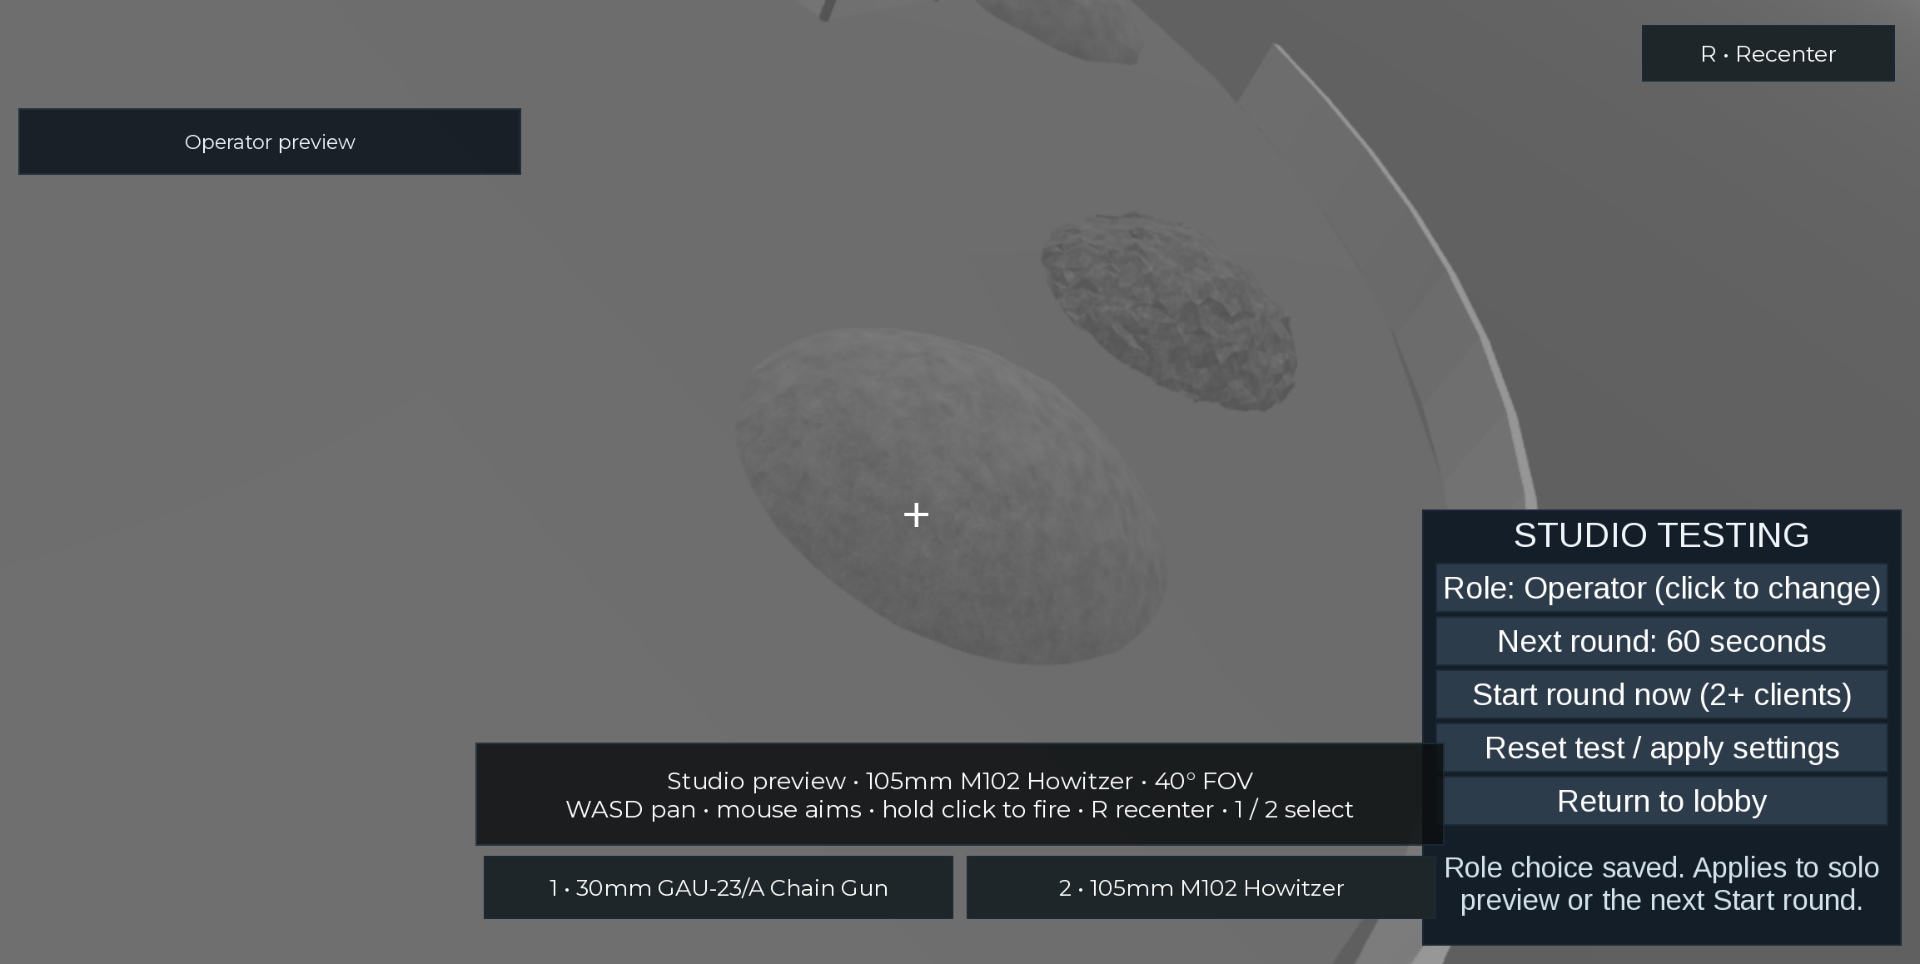 R • Recenter
Operator preview
STUDIO TESTING
Role: Operator (click to change)
Next round: 60 seconds
Start round now (2+ clients)
Reset test / apply settings
Return to lobby
Role choice saved. Applies to solo
preview or the next Start round.
Studio preview • 105mm M102 Howitzer • 40° FOV
WASD pan • mouse aims • hold click to fire • R recenter • 1 / 2 select
1 • 30mm GAU-23/A Chain Gun
2 • 105mm M102 Howitzer